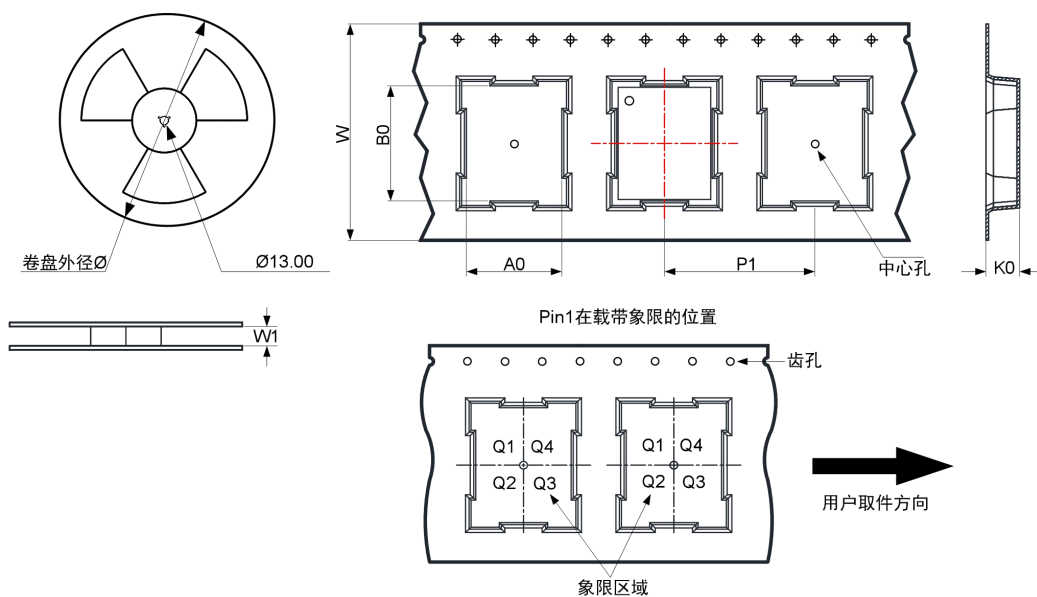 W
B0
卷盘外径Ø
Ø13.00
A0
P1
中心孔
K0
W1
Pin1在载带象限的位置
齿孔
Q1 Q4
Q2 Q3
Q1 Q4
Q2 Q3
用户取件方向
象限区域